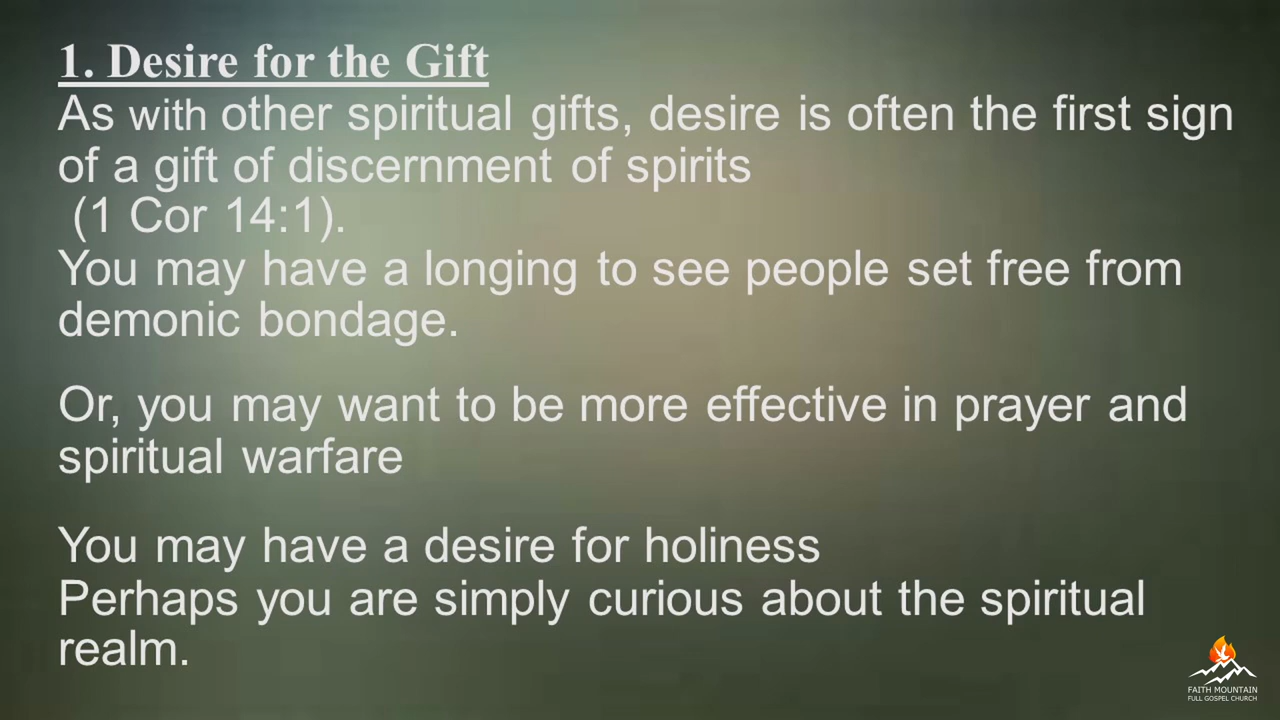 1. Desire for the Gift
As with other spiritual gifts, desire is often the first sign
of a gift of discernment of spirits
(1 Cor 14:1).
You may have a longing to see people set free from
demonic bondage.
Or, you may want to be more effective in prayer and
spiritual warfare
You may have a desire for holiness
Perhaps you are simply curious about the spiritual
realm.
FAITH MOUNTAIN
FULL GOSPEL CHURCH